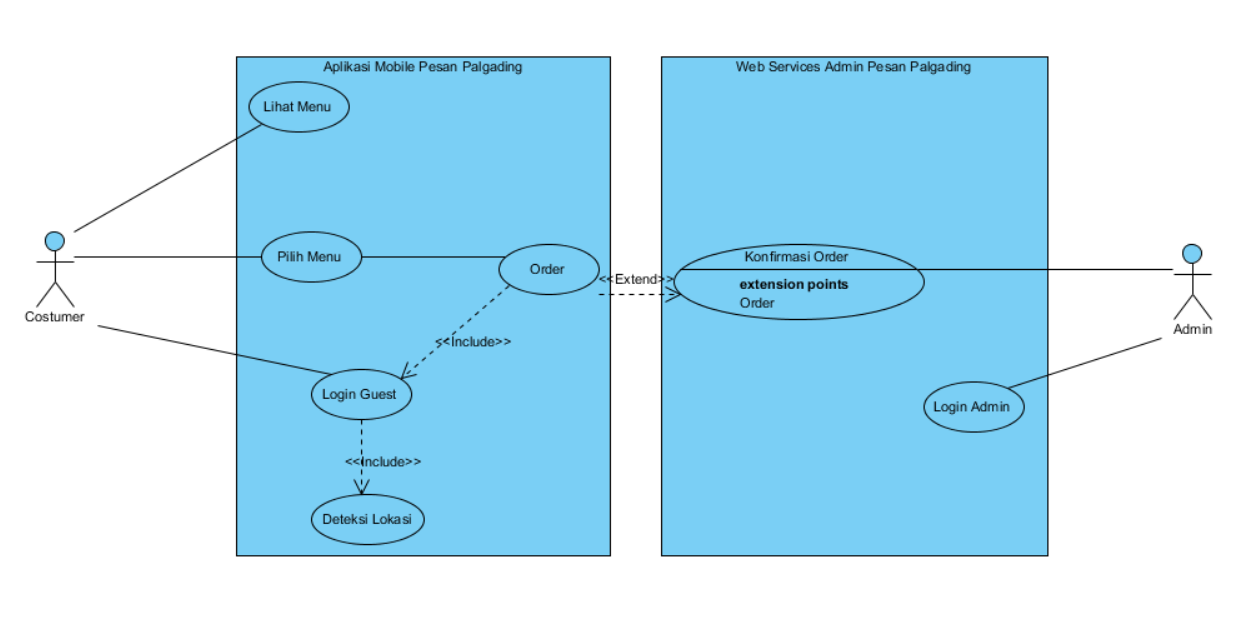 Aplikasi Mobile Pesan Palgading
Web Services Admin Pesan Palgading
Lihat Menu
Pilih Menu
Order
<<Extend>>
Konfirmasi Order
extension points
Order
Costumer
Admin
<<Include>>
Login Guest
Login Admin
<<Include>>
Deteksi Lokasi